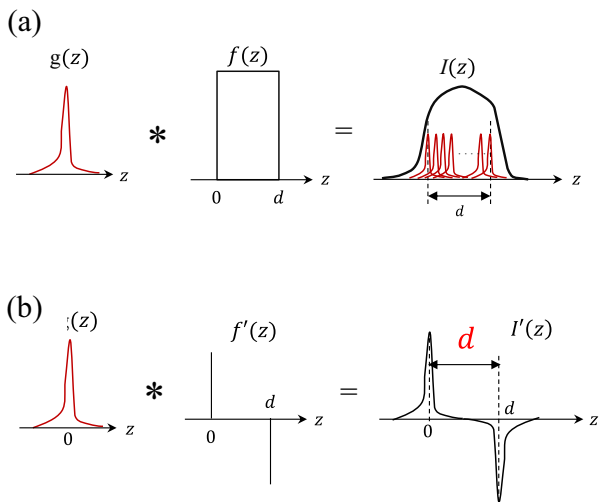 (a)
g(z) f(z) I(z)
* =
z 0 d z d z
(b)
(z) f′(z) d I′(z)
* =
0 z 0 d z 0 d z